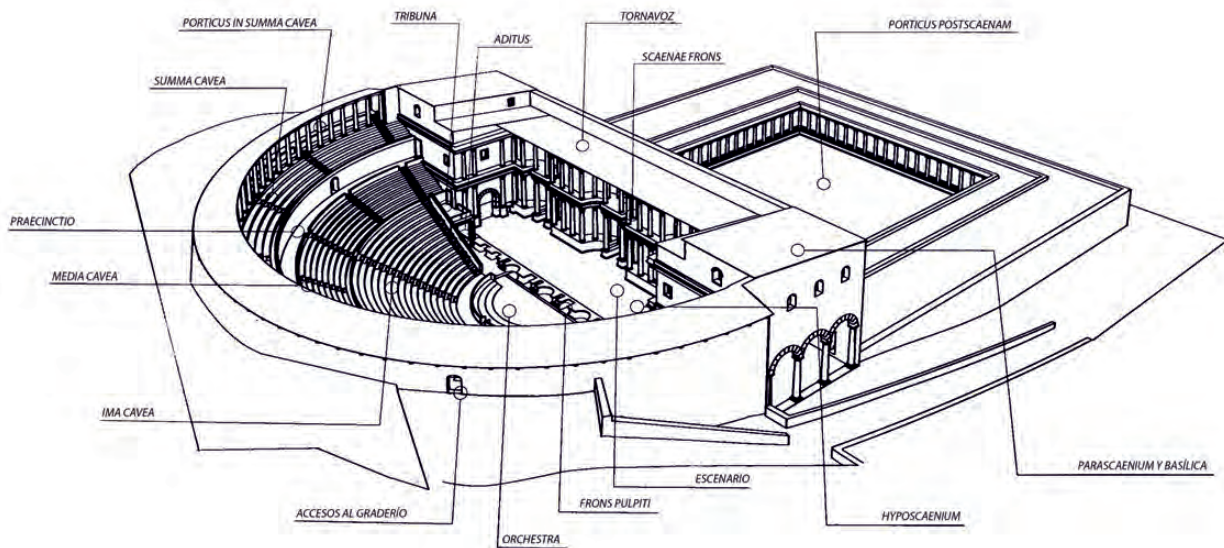 TRIBUNA
TORNAVOZ
PORTICUS IN SUMMA CAVEA
PORTICUS POSTSCAENAM
ADITUS
SCAENAE FRONS
SUMMA CAVEA
PRAECINCTIO
MEDIA CAVEA
IMA CAVEA
PARASCAENIUM Y BASÍLICA
ESCENARIO
FRONS PULPITI
ACCESOS AL GRADERÍO
HYPOSCAENIUM
ORCHESTRA